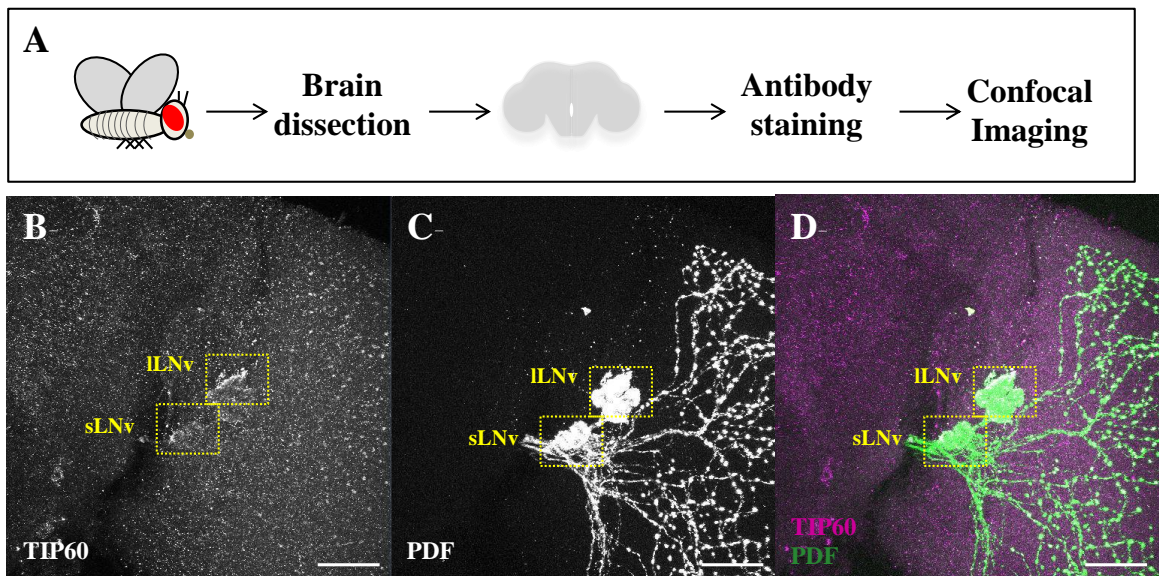 A
Brain
dissection
Antibody
staining
Confocal
Imaging
B
lLNv
sLNv
TIP60
C
lLNv
sLNv
PDF
D
lLNv
sLNv
TIP60
PDF